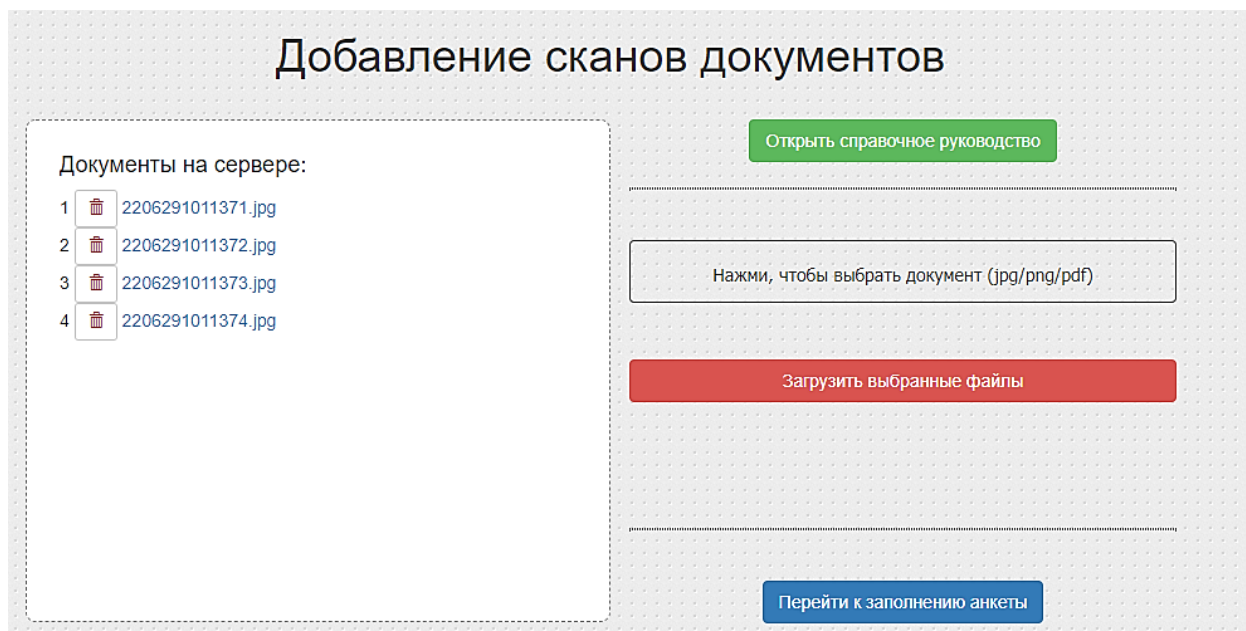 Добавление сканов документов
Документы на сервере:
1 2206291011371.jpg
2 2206291011372.jpg
3 2206291011373.jpg
4 2206291011374.jpg
Открыть справочное руководство
Нажми, чтобы выбрать документ (jpg/png/pdf)
Загрузить выбранные файлы
Перейти к заполнению анкеты